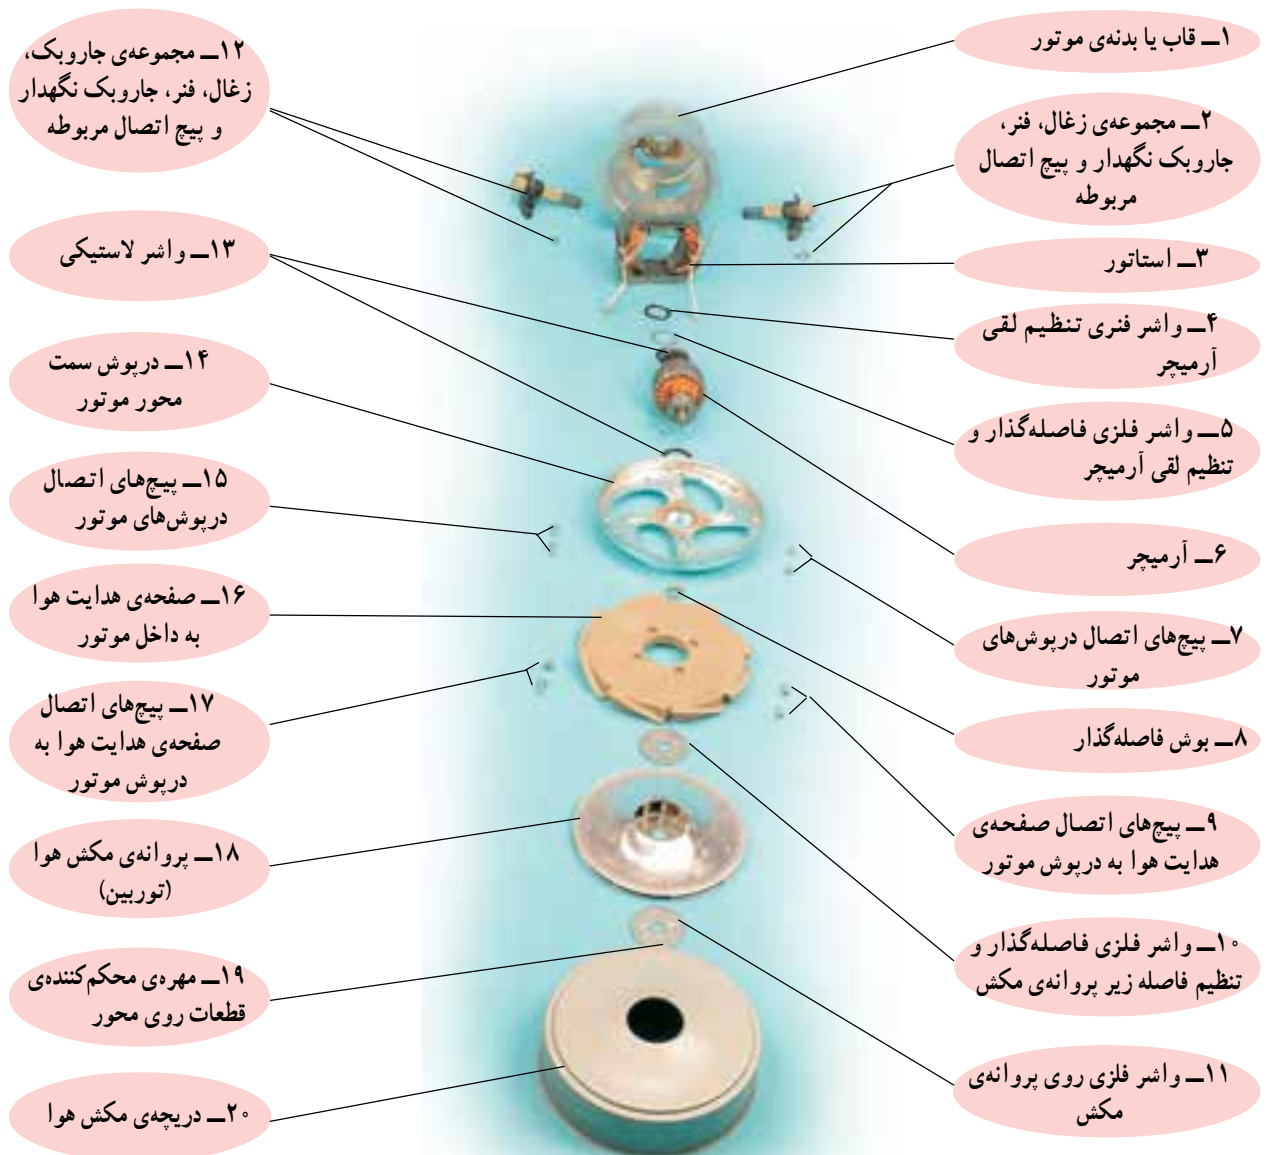 ۱ــ قاب یا بدنه‌ی موتور
۲ــ مجموعه‌ی زغال، فنر،
جاروبک نگهدار و پیچ اتصال
مربوطه
۳ــ استاتور
۴ــ واشر فنری تنظیم لقی
آرمیچر
۵ــ واشر فلزی فاصله‌گذار و
تنظیم لقی آرمیچر
۶ــ آرمیچر
۷ــ پیچ‌های اتصال درپوش‌های
موتور
۸ــ بوش فاصله‌گذار
۹ــ پیچ‌های اتصال صفحه‌ی
هدایت هوا به درپوش موتور
۱۰ــ واشر فلزی فاصله‌گذار و
تنظیم فاصله زیر پروانه‌ی مکش
۱۱ــ واشر فلزی روی پروانه‌ی
مکش
۱۲ــ مجموعه‌ی جاروبک،
زغال، فنر، جاروبک نگهدار
و پیچ اتصال مربوطه
۱۳ــ واشر لاستیکی
۱۴ــ درپوش سمت
محور موتور
۱۵ــ پیچ‌های اتصال
درپوش‌های موتور
۱۶ــ صفحه‌ی هدایت هوا
به داخل موتور
۱۷ــ پیچ‌های اتصال
صفحه‌ی هدایت هوا به
درپوش موتور
۱۸ــ پروانه‌ی مکش هوا
(توربین)
۱۹ــ مهره‌ی محکم‌کننده‌ی
قطعات روی محور
۲۰ــ دریچه‌ی مکش هوا